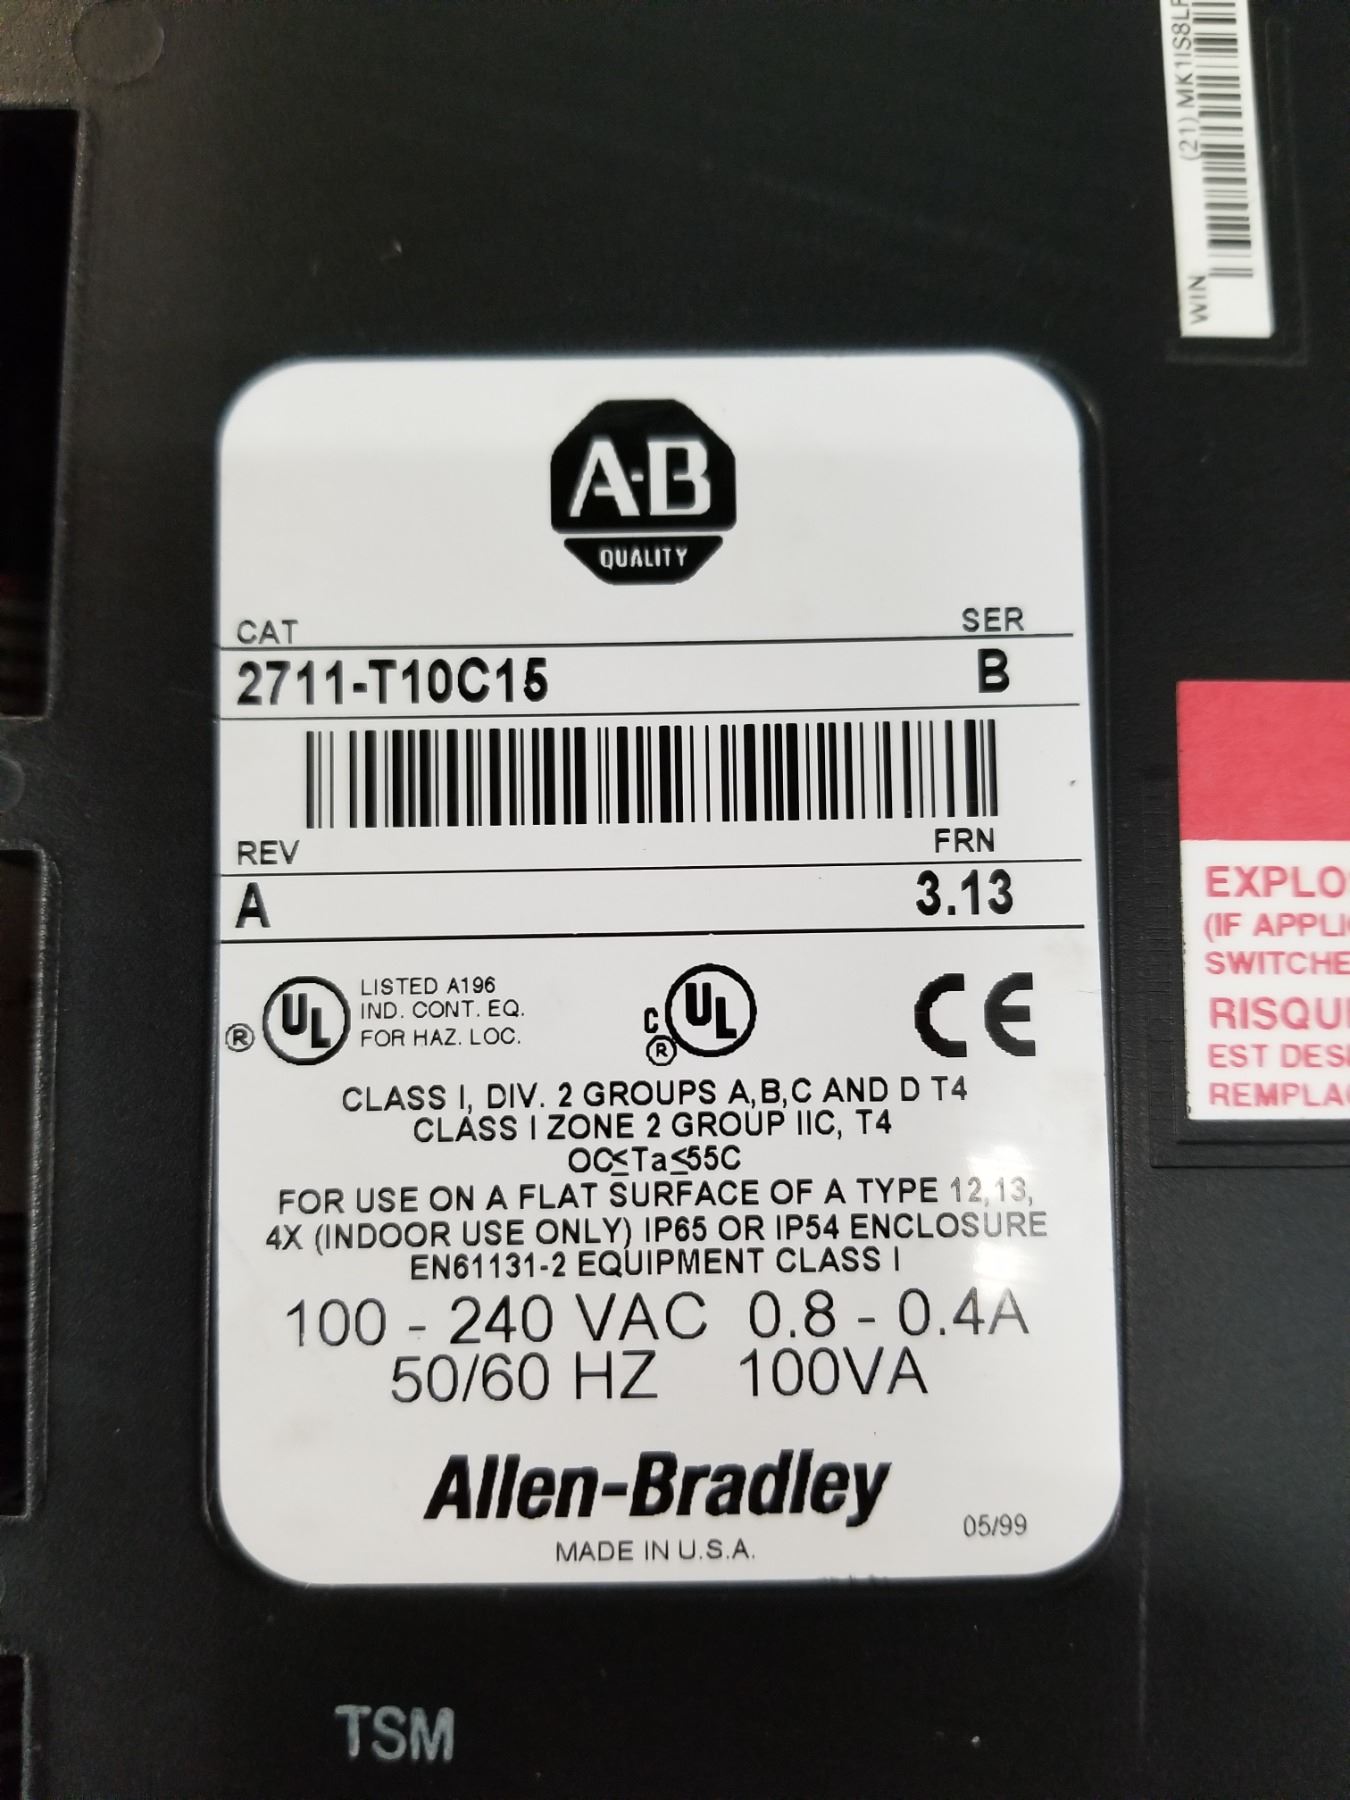 (21) MK1IS8LF
WIN
A-B
QUALITY
CAT
SER
2711-T10C15
B
REV
FRN
A
3.13
UL
®
LISTED A196
IND. CONT. EQ.
FOR HAZ. LOC.
C UL
®
CE
CLASS I, DIV. 2 GROUPS A,B,C AND D T4
CLASS I ZONE 2 GROUP IIC, T4
OC≤Ta≤55C
FOR USE ON A FLAT SURFACE OF A TYPE 12,13,
4X (INDOOR USE ONLY) IP65 OR IP54 ENCLOSURE
EN61131-2 EQUIPMENT CLASS I
100 - 240 VAC 0.8 - 0.4A
50/60 HZ 100VA
Allen-Bradley
MADE IN U.S.A.
05/99
EXPLO
(IF APPLI
SWITCHE
RISQU
EST DES
REMPLA
TSM